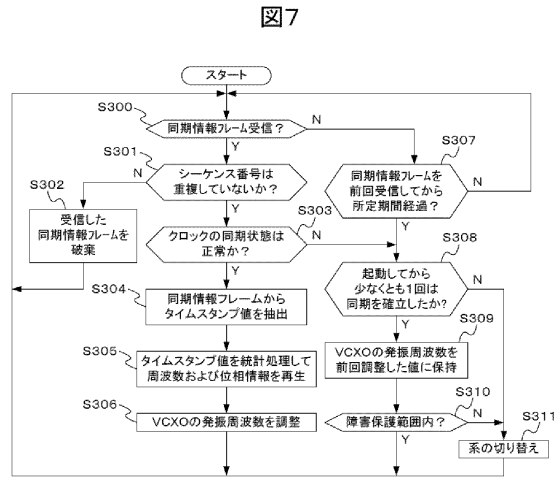 図7
スタート
S300
同期情報フレーム受信？
N
Y
S301
シーケンス番号は
重複していないか？
N
Y
S302
受信した
同期情報フレームを
破棄
S303
クロックの同期状態は
正常か？
N
Y
S304
同期情報フレームから
タイムスタンプ値を抽出
S305
タイムスタンプ値を統計処理して
周波数および位相情報を再生
S306
VCXOの発振周波数を調整
S307
同期情報フレームを
前回受信してから
所定期間経過？
N
Y
S308
起動してから
少なくとも1回は
同期を確立したか？
N
Y
S309
VCXOの発振周波数を
前回調整した値に保持
S310
障害保護範囲内？
N
Y
S311
系の切り替え